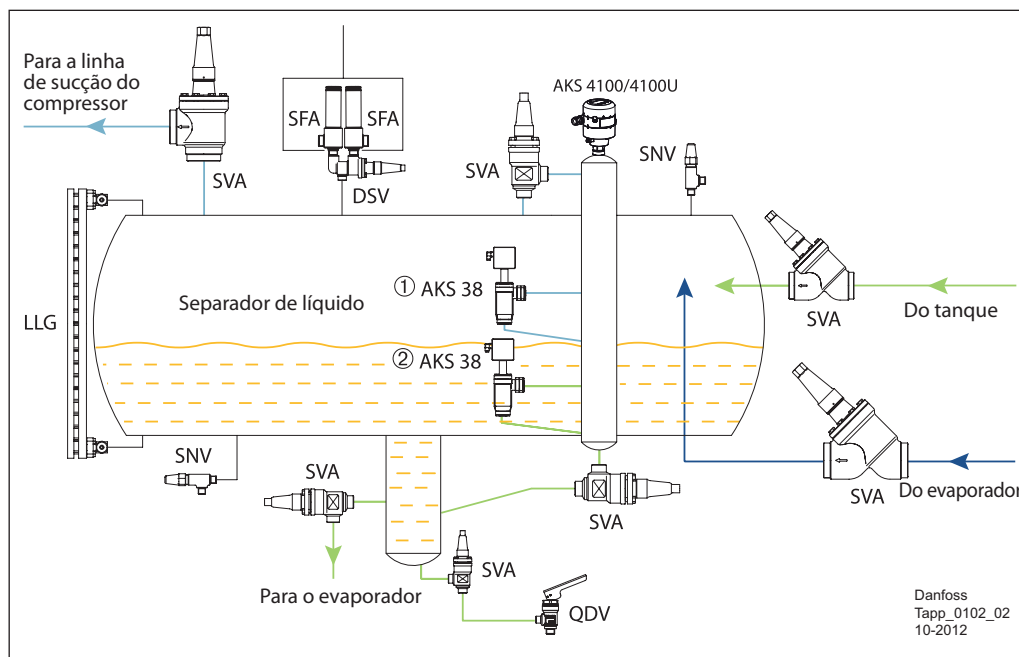 Para a linha
de sucção do
compressor
SVA
SFA
SFA
DSV
SVA
AKS 4100/4100U
SNV
LLG
Separador de líquido
① AKS 38
② AKS 38
SVA
Do tanque
SVA
Do evaporador
SNV
SVA
SVA
Para o evaporador
SVA
QDV
Danfoss
Tapp_0102_02
10-2012